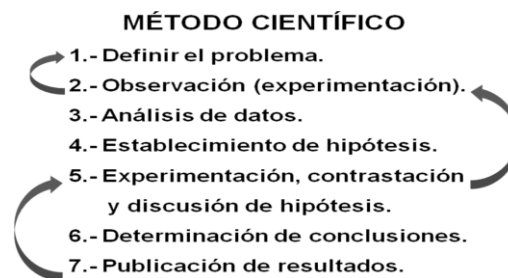 MÉTODO CIENTÍFICO
1.- Definir el problema.
2.- Observación (experimentación).
3.- Análisis de datos.
4.- Establecimiento de hipótesis.
5.- Experimentación, contrastación
y discusión de hipótesis.
6.- Determinación de conclusiones.
7.- Publicación de resultados.